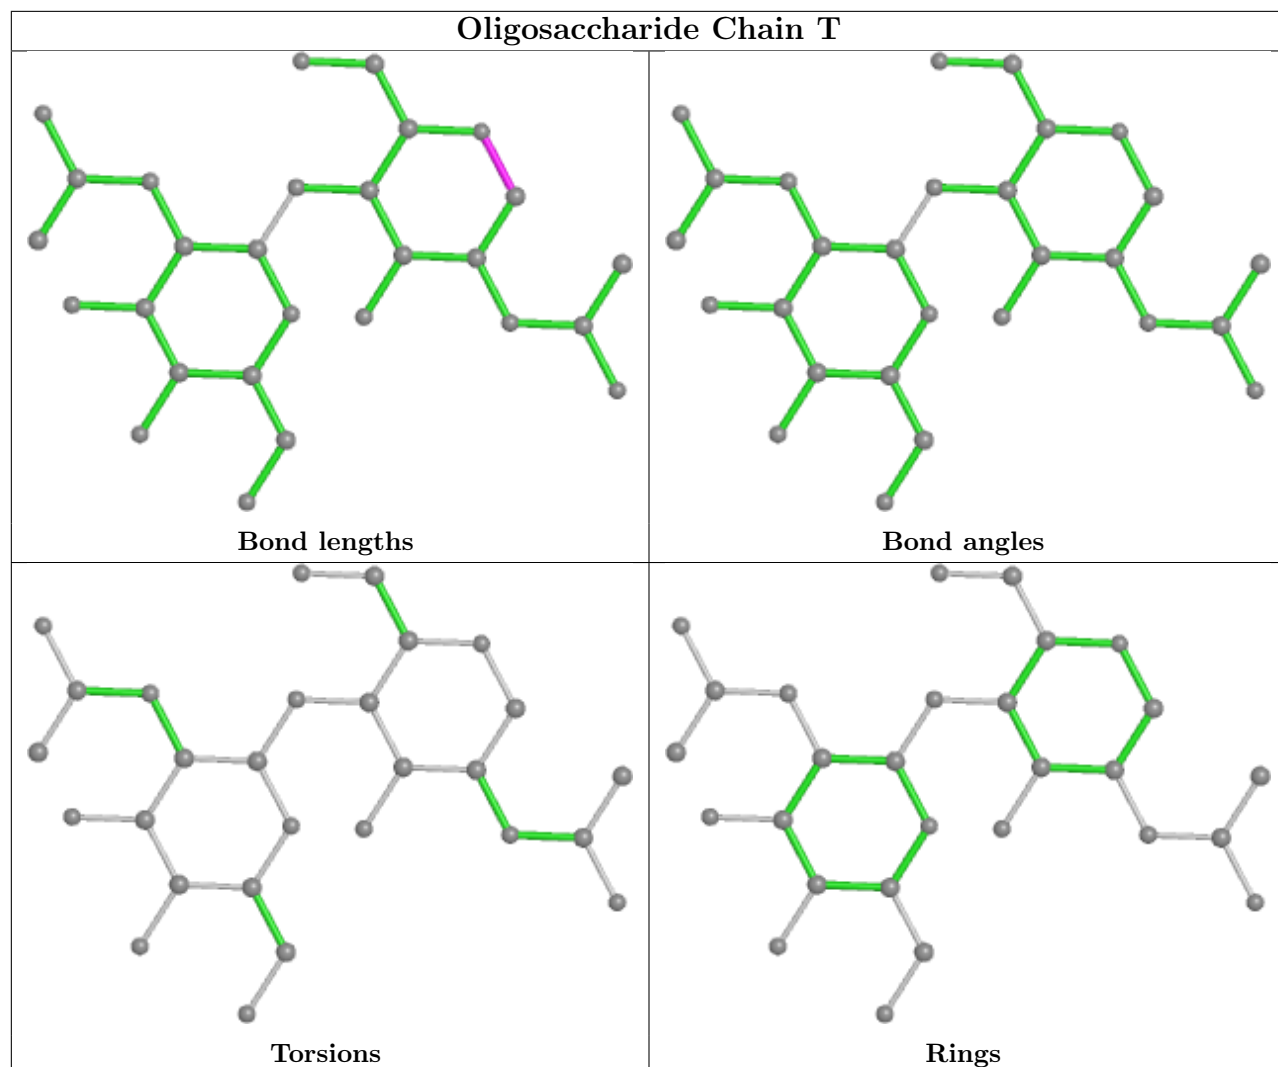 Oligosaccharide Chain T
Bond lengths
Bond angles
Torsions
Rings